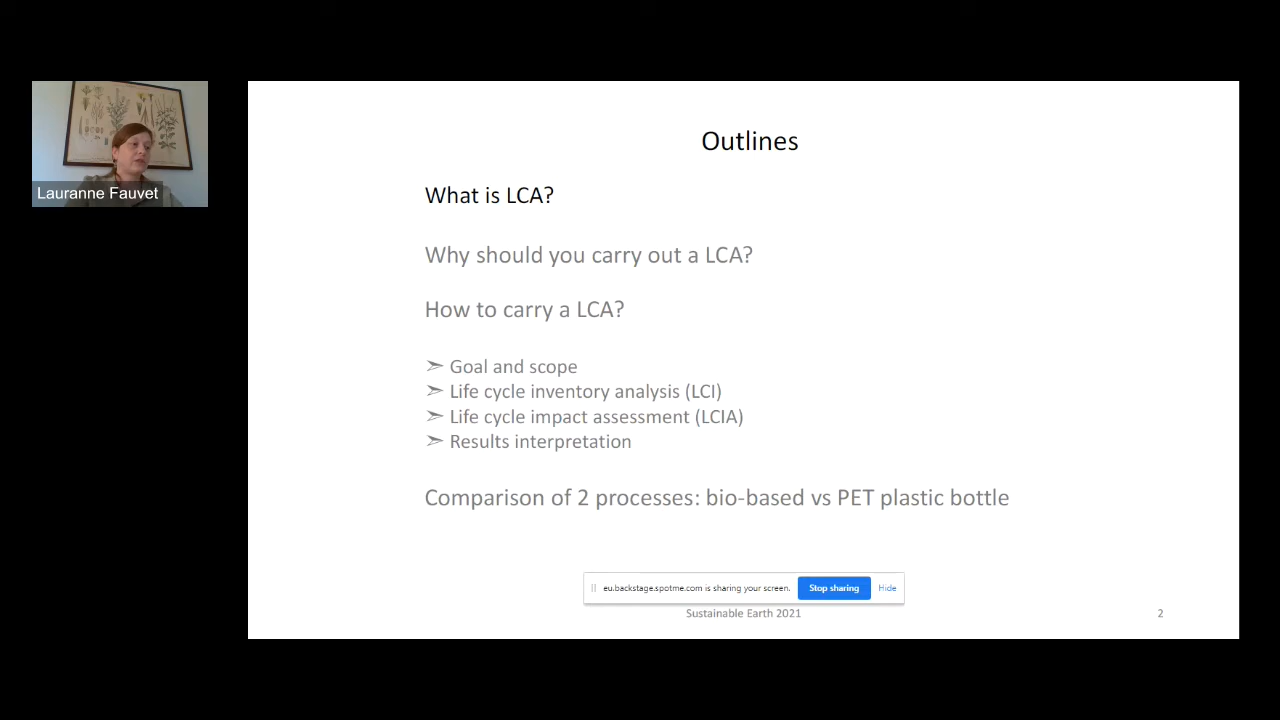 Lauranne Fauvet
Outlines
What is LCA?
Why should you carry out a LCA?
How to carry a LCA?
➣ Goal and scope
➣ Life cycle inventory analysis (LCI)
➣ Life cycle impact assessment (LCIA)
➣ Results interpretation
Comparison of 2 processes: bio-based vs PET plastic bottle
eu.backstage.spotme.com is sharing your screen. Stop sharing Hide
Sustainable Earth 2021 2